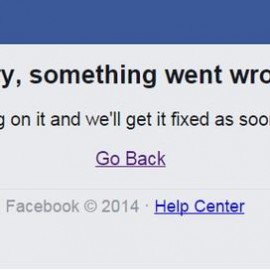 y, something went wro
g on it and we'll get it fixed as soo
Go Back
Facebook © 2014 · Help Center